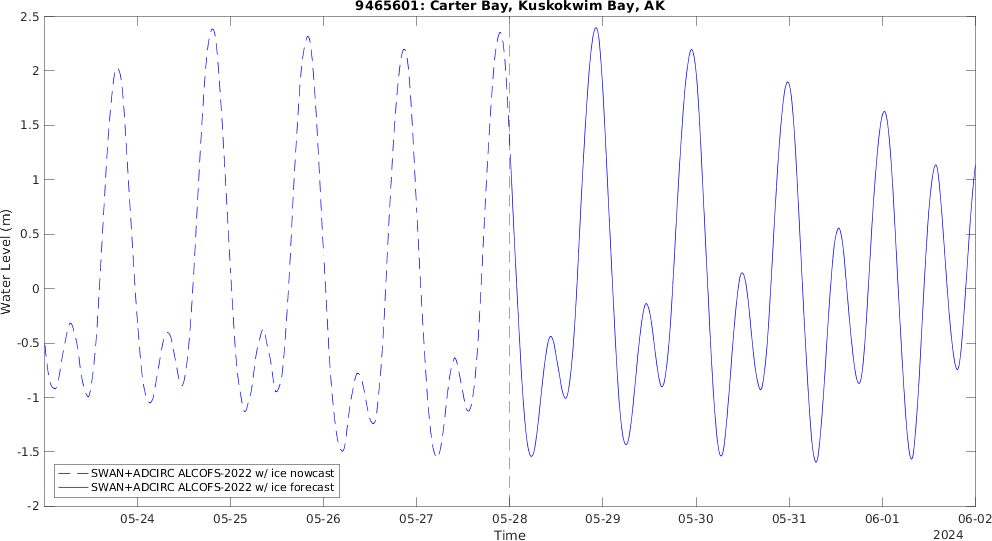 9465601: Carter Bay, Kuskokwim Bay, AK
Water Level (m)
2.5
2
1.5
1
0.5
0
-0.5
-1
-1.5
-2
SWAN+ADCIRC ALCOFS-2022 w/ ice nowcast
SWAN+ADCIRC ALCOFS-2022 w/ ice forecast
05-24 05-25 05-26 05-27 05-28 05-29 05-30 05-31 06-01 06-02
Time
2024